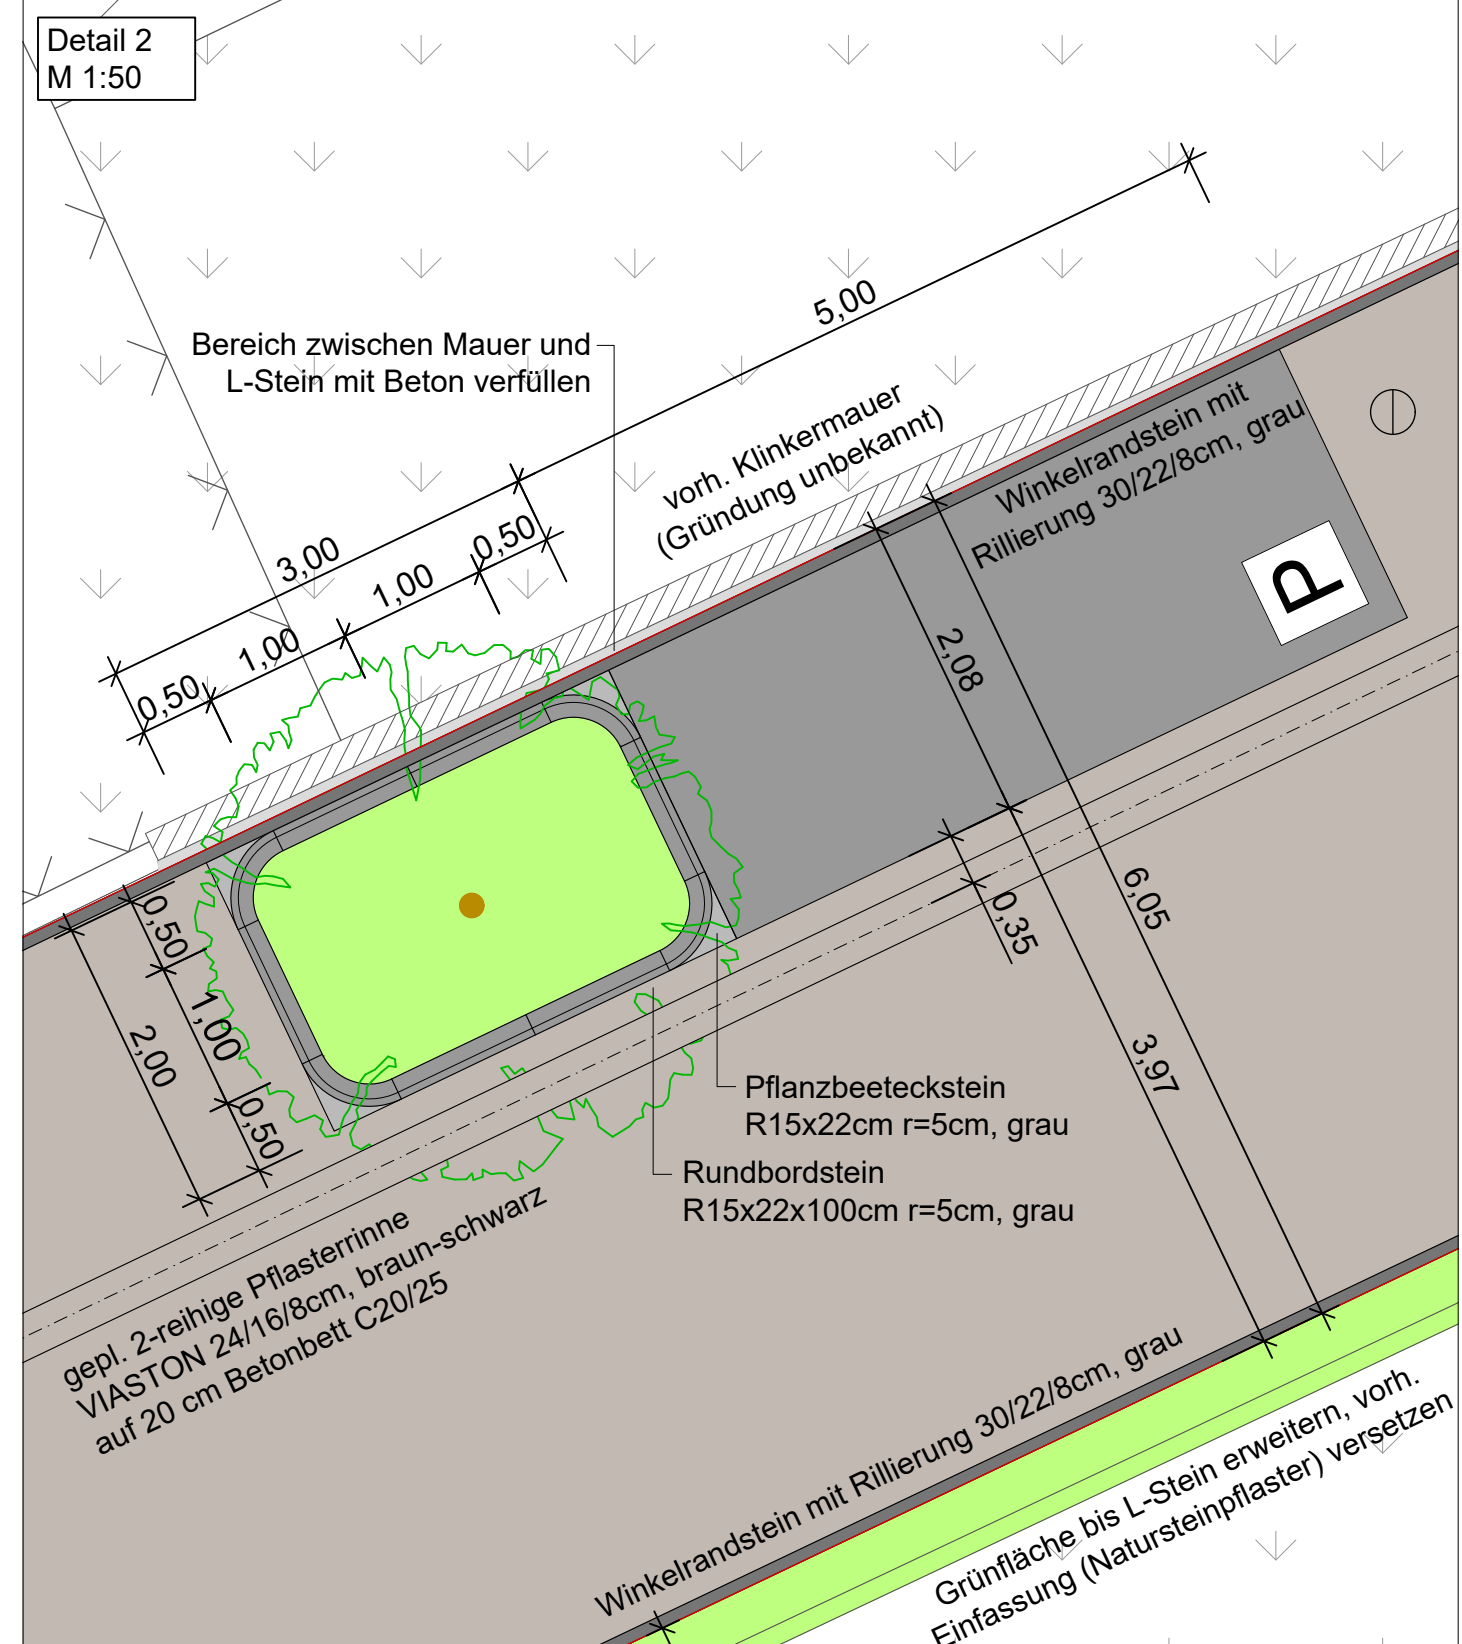 Detail 2
M 1:50
5,00
Bereich zwischen Mauer und
L-Stein mit Beton verfüllen
vorh. Klinkermauer
(Gründung unbekannt)
Winkelrandstein mit
Rillierung 30/22/8cm, grau
3,00
0,50
1,00
1,00
0,50
P
2,08
6,05
0,35
3,97
0,50
1,00
2,00
0,50
Pflanzbeeteckstein
R15x22cm r=5cm, grau
Rundbordstein
R15x22x100cm r=5cm, grau
gepl. 2-reihige Pflasterrinne
VIASTON 24/16/8cm, braun-schwarz
auf 20 cm Betonbett C20/25
Winkelrandstein mit Rillierung 30/22/8cm, grau
Grünfläche bis L-Stein erweitern, vorh.
Einfassung (Natursteinpflaster) versetzen